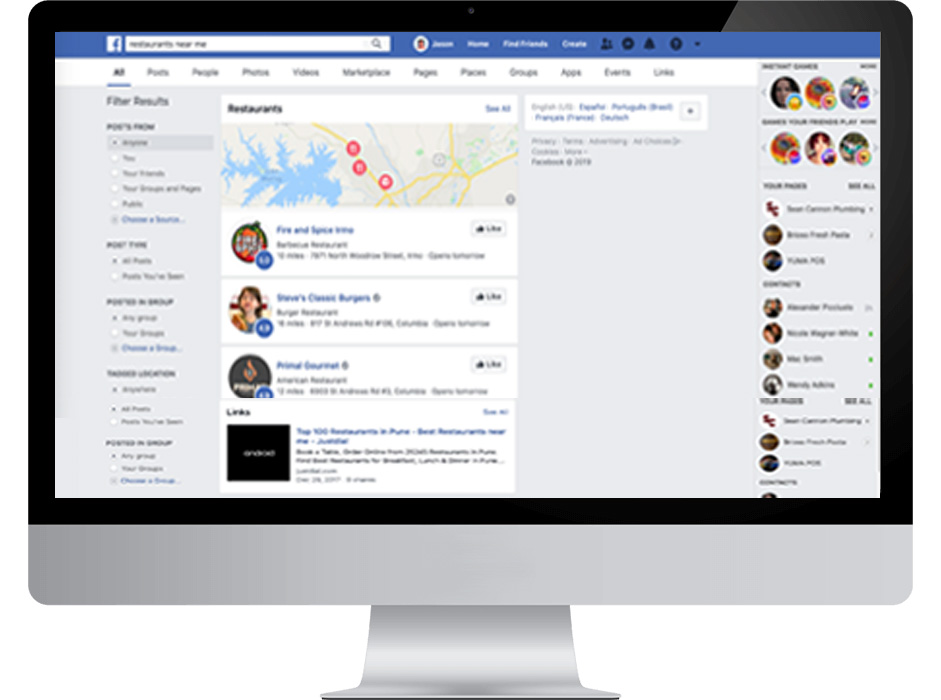 restaurants near me
Jason Home Find Friends Create
All Posts People Photos Videos Marketplace Pages Places Groups Apps Events Links
Filter Results
POSTS FROM
Anyone
You
Your Friends
Your Groups and Pages
Public
Choose a Source...
POST TYPE
All Posts
Posts You've Seen
POSTED IN GROUP
Any group
Your Groups
Choose a Group...
TAGGED LOCATION
Anywhere
All Posts
Posts You've Seen
POSTED IN GROUP
Any group
Your Groups
Choose a Group...
Restaurants See All
Fire and Spice Irmo
Like
Barbecue Restaurant
7871 North Woodrow Street, Irmo · Opens tomorrow
Steve's Classic Burgers
Like
Burger Restaurant
16 miles · 817 St Andrews Rd #106, Columbia · Opens tomorrow
Primal Gourmet
Like
American Restaurant
12 miles · 6903 St Andrews Rd #3, Columbia · Opens tomorrow
Links See All
android
Top 100 Restaurants in Pune - Best Restaurants near
me - Justdial
Book a Table, Order Online from Restaurants in Pune
Find Best Restaurants for Breakfast, Lunch & Dinner in Pune...
justdial.com
Dec 29, 2017 · 9 shares
English (US) · Español · Português (Brasil)
· Français (France) · Deutsch
+
Privacy · Terms · Advertising · Ad Choices
Cookies · More
Facebook © 2019
INSTANT GAMES MORE
GAMES YOUR FRIENDS PLAY MORE
YOUR PAGES SEE ALL
Sean Cannon Plumbing
Brioso Fresh Pasta
YUMA POS
CONTACTS
Alexander
Nicole Wagner-White
Mac Smith
Wendy Adkins
YOUR PAGES SEE ALL
Sean Cannon Plumbing
Brioso Fresh Pasta
YUMA POS
CONTACTS